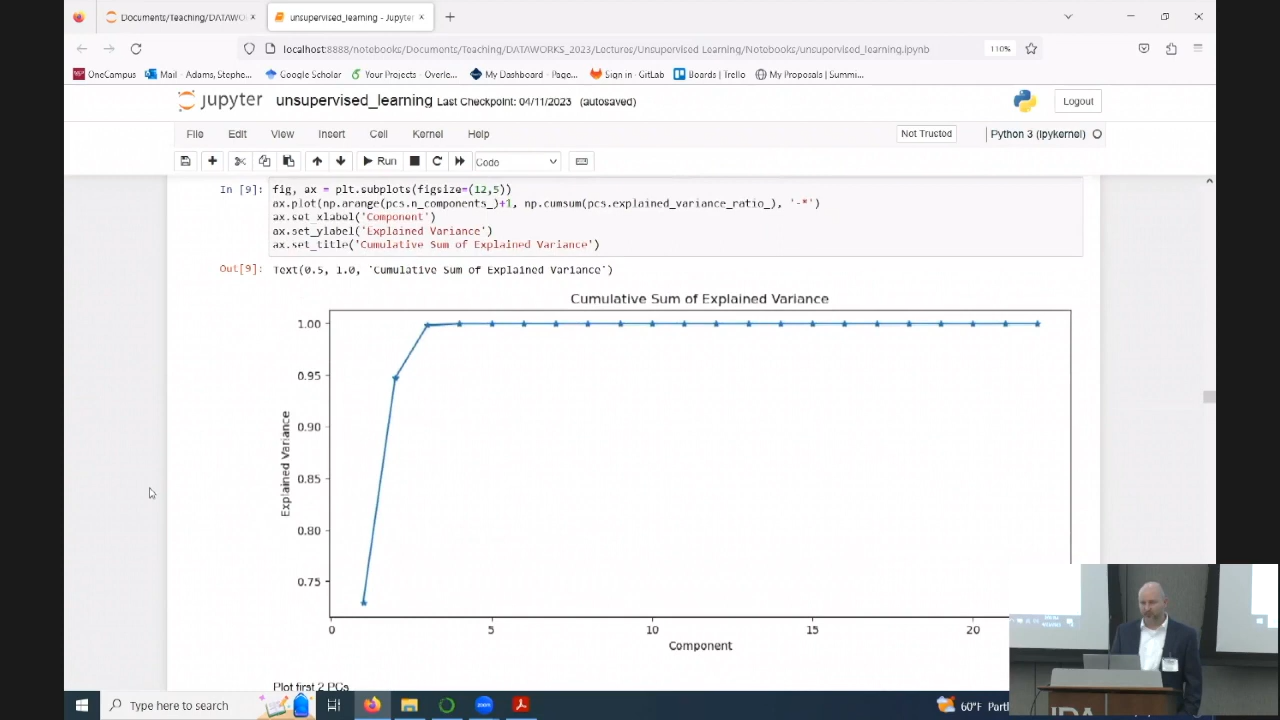 Documents/Teaching/DATAWO
unsupervised_learning - Jupyter
localhost:8888/notebooks/Documents/Teaching/DATAWORKS_2023/Lectures/Unsupervised Learning/Notebooks/unsupervised_learning.ipynb
110%
OneCampus
Mail - Adams, Stepho...
Google Scholar
Your Projects - Overle...
My Dashboard - Page...
Sign in · GitLab
Boards | Trello
My Proposals | Summi...
jupyter unsupervised_learning Last Checkpoint: 04/11/2023 (autosaved)
Logout
File Edit View Insert Cell Kernel Help
Not Trusted
Python 3 (ipykernel)
Run
Code
In [9]: fig, ax = plt.subplots(figsize=(12,5))
ax.plot(np.arange(pcs.n_components_)+1, np.cumsum(pcs.explained_variance_ratio_), '-*')
ax.set_xlabel('Component')
ax.set_ylabel('Explained Variance')
ax.set_title('Cumulative Sum of Explained Variance')
Out[9]: Text(0.5, 1.0, 'Cumulative Sum of Explained Variance')
Cumulative Sum of Explained Variance
1.00
0.95
0.90
0.85
0.80
0.75
Explained Variance
0 5 10 15 20
Component
Plot first 2 PCs
Type here to search
60°F
IDA